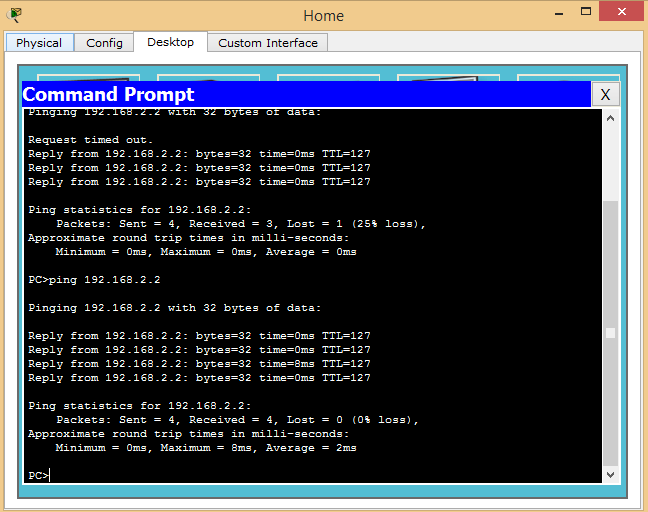 Home
Physical Config Desktop Custom Interface
Command Prompt X
Pinging 192.168.2.2 with 32 bytes of data:
Request timed out.
Reply from 192.168.2.2: bytes=32 time=0ms TTL=127
Reply from 192.168.2.2: bytes=32 time=0ms TTL=127
Reply from 192.168.2.2: bytes=32 time=0ms TTL=127
Ping statistics for 192.168.2.2:
Packets: Sent = 4, Received = 3, Lost = 1 (25% loss),
Approximate round trip times in milli-seconds:
Minimum = 0ms, Maximum = 0ms, Average = 0ms
PC>ping 192.168.2.2
Pinging 192.168.2.2 with 32 bytes of data:
Reply from 192.168.2.2: bytes=32 time=0ms TTL=127
Reply from 192.168.2.2: bytes=32 time=0ms TTL=127
Reply from 192.168.2.2: bytes=32 time=8ms TTL=127
Reply from 192.168.2.2: bytes=32 time=0ms TTL=127
Ping statistics for 192.168.2.2:
Packets: Sent = 4, Received = 4, Lost = 0 (0% loss),
Approximate round trip times in milli-seconds:
Minimum = 0ms, Maximum = 8ms, Average = 2ms
PC>